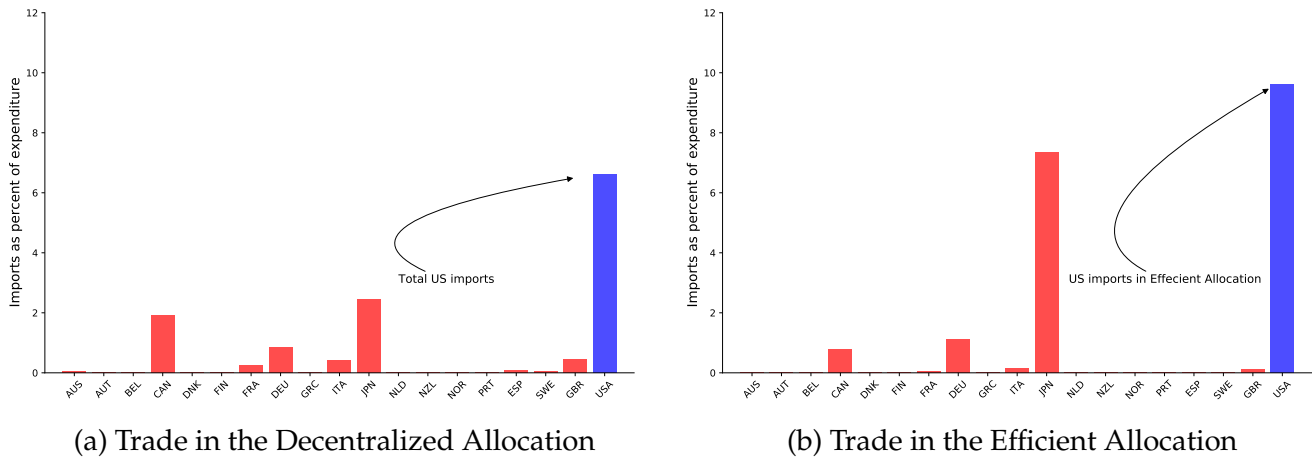 12
10
8
6
4
2
0
Imports as percent of expenditure
Total US imports
AUS AUT BEL CAN DNK FIN FRA DEU GRC ITA JPN NLD NZL NOR PRT ESP SWE GBR USA
(a) Trade in the Decentralized Allocation
12
10
8
6
4
2
0
Imports as percent of expenditure
US imports in Effecient Allocation
AUS AUT BEL CAN DNK FIN FRA DEU GRC ITA JPN NLD NZL NOR PRT ESP SWE GBR USA
(b) Trade in the Efficient Allocation